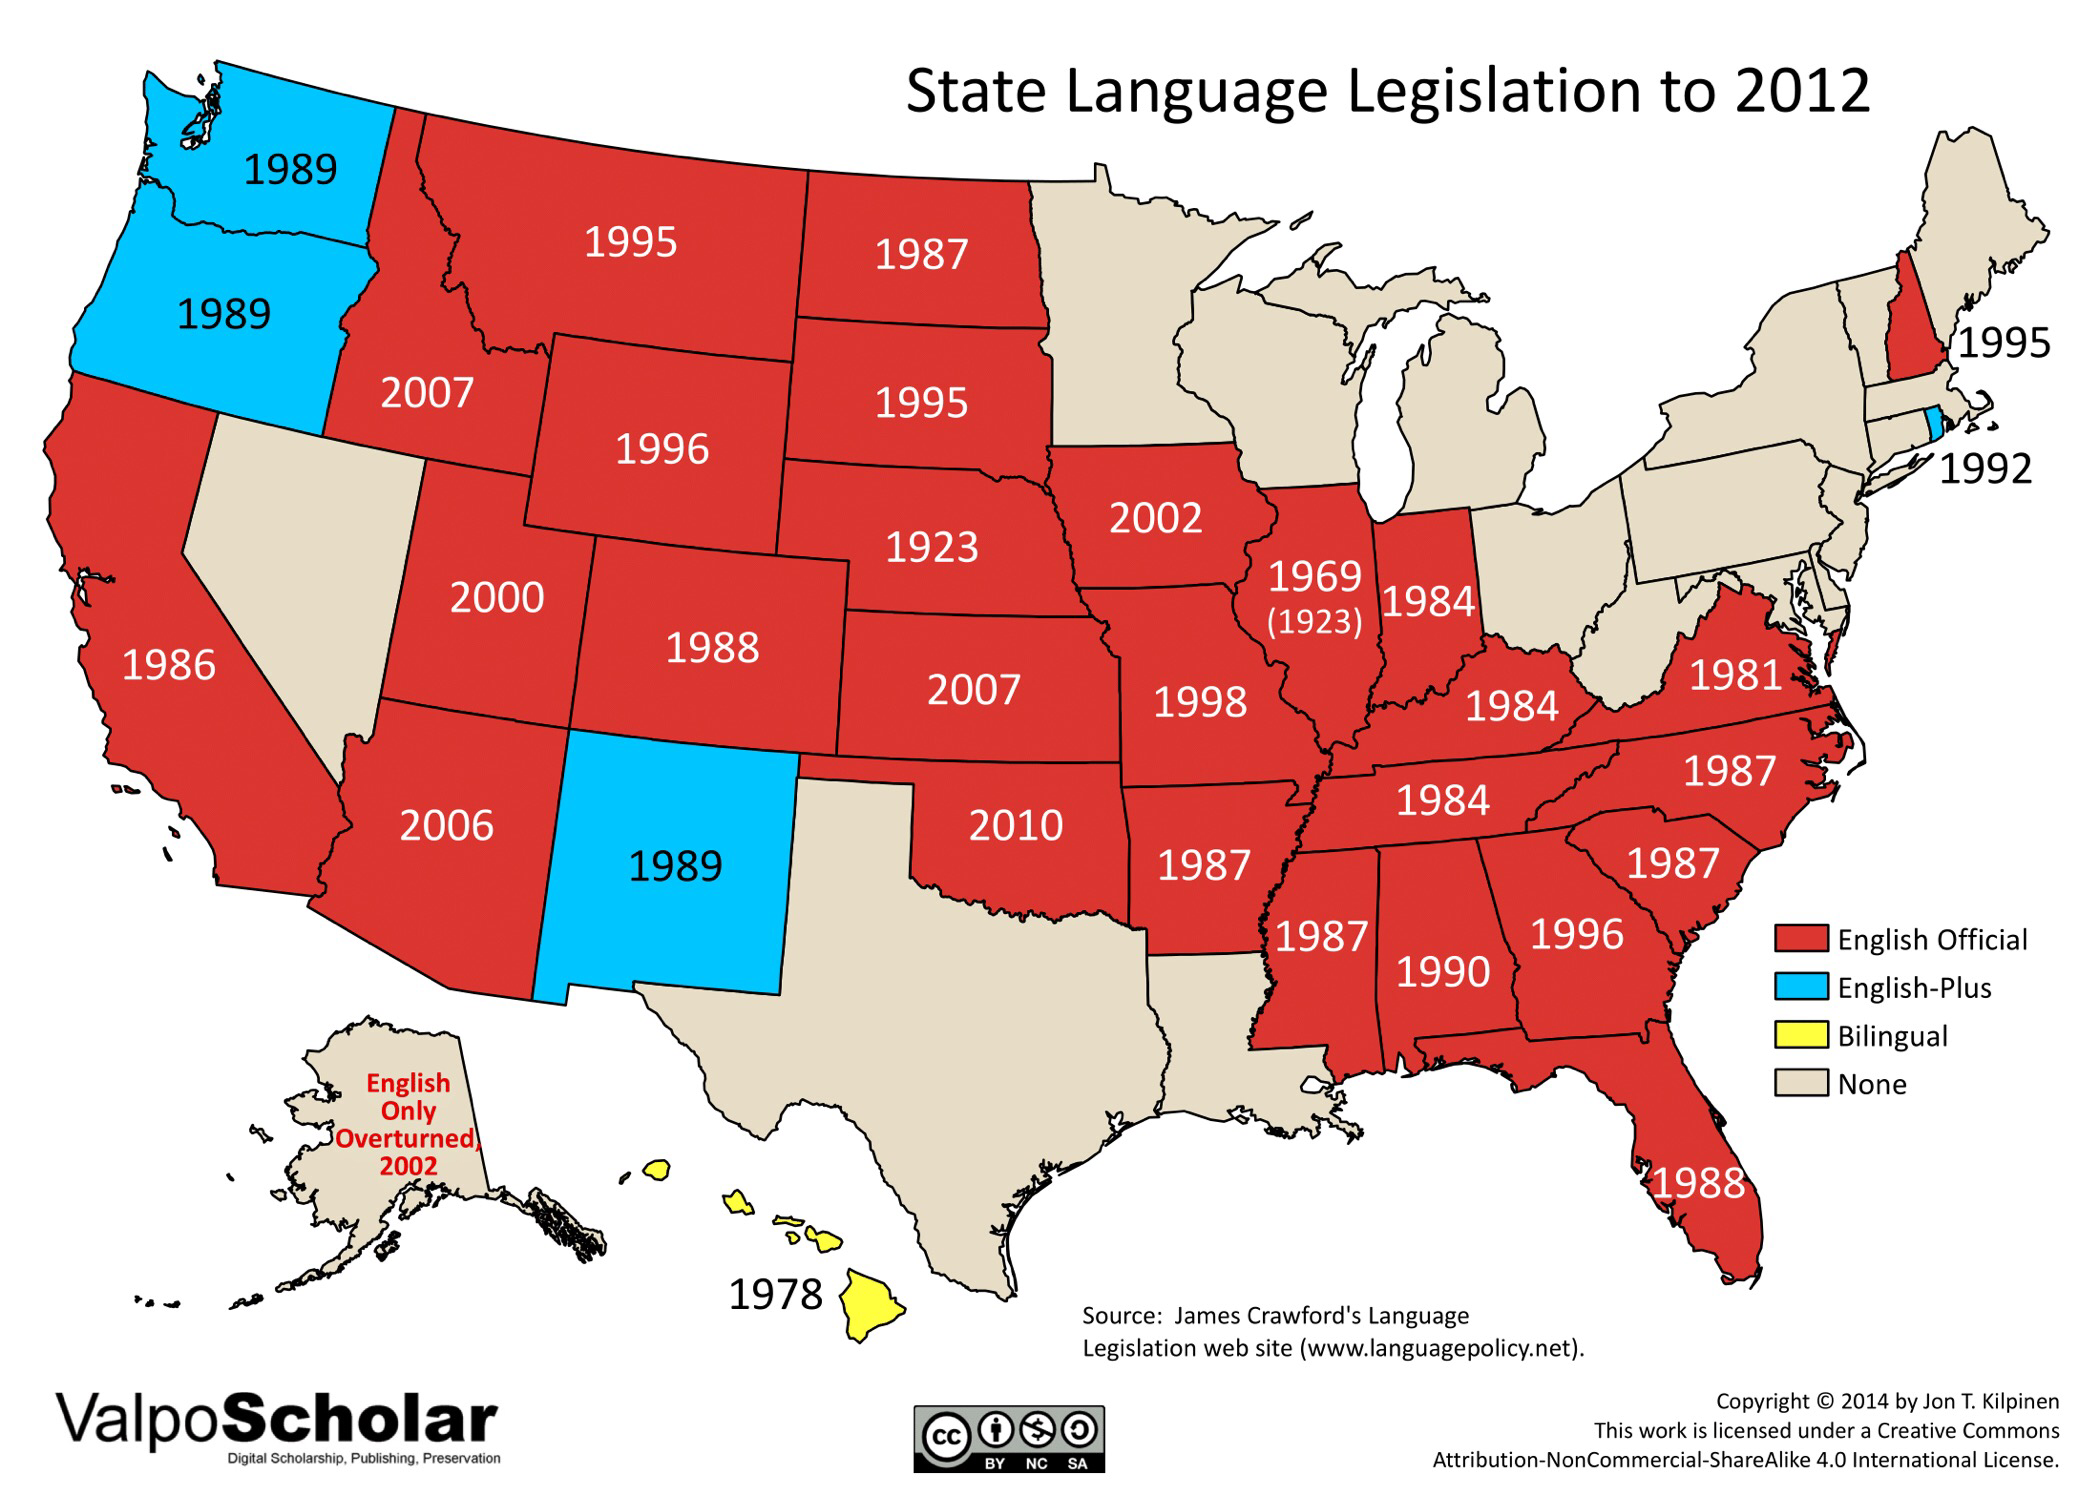 State Language Legislation to 2012
1989
1989
1995
1987
1995
2007
1996
1995
1992
1923
2002
1969
(1923)
1984
2000
1988
1986
2007
1998
1984
1981
1987
2006
1989
2010
1984
1987
1987
1987
1990
1996
1988
English Official
English-Plus
Bilingual
None
English
Only
Overturned,
2002
1978
Source: James Crawford's Language
Legislation web site (www.languagepolicy.net).
ValpoScholar
Digital Scholarship, Publishing, Preservation
cc
BY NC SA
Copyright © 2014 by Jon T. Kilpinen
This work is licensed under a Creative Commons
Attribution-NonCommercial-ShareAlike 4.0 International License.